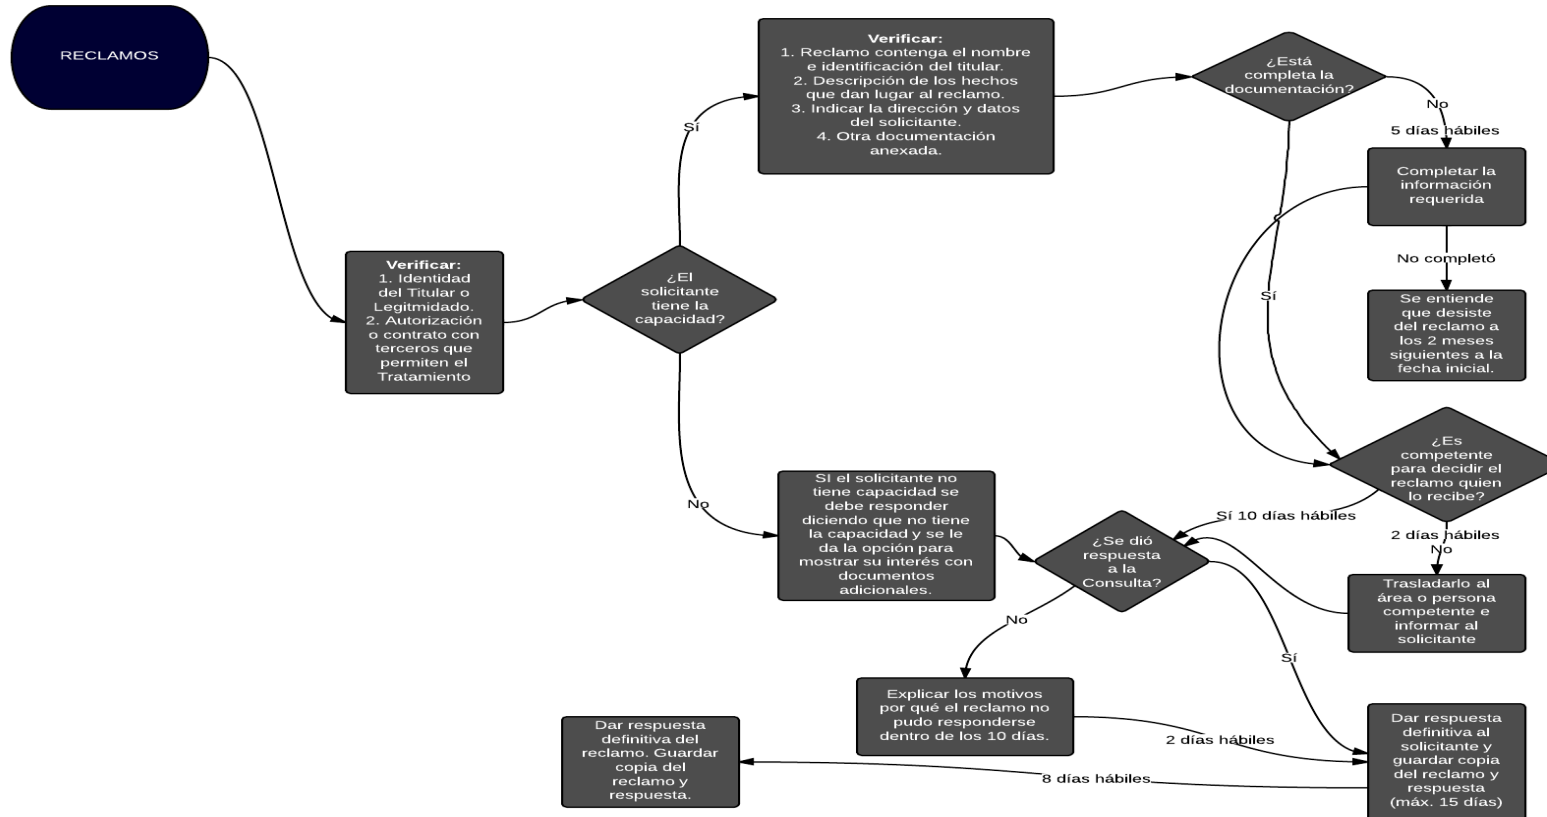 RECLAMOS
Verificar:
1. Identidad
del Titular o
Legitmidado.
2. Autorización
o contrato con
terceros que
permiten el
Tratamiento
¿El
solicitante
tiene la
capacidad?
Sí
Verificar:
1. Reclamo contenga el nombre
e identificación del titular.
2. Descripción de los hechos
que dan lugar al reclamo.
3. Indicar la dirección y datos
del solicitante.
4. Otra documentación
anexada.
¿Está
completa la
documentación?
No
5 días hábiles
Completar la
información
requerida
No completó
Se entiende
que desiste
del reclamo a
los 2 meses
siguientes a la
fecha inicial.
Sí
¿Es
competente
para decidir el
reclamo quien
lo recibe?
Sí 10 días hábiles
2 días hábiles
No
Trasladarlo al
área o persona
competente e
informar al
solicitante
No
SI el solicitante no
tiene capacidad se
debe responder
diciendo que no tiene
la capacidad y se le
da la opción para
mostrar su interés con
documentos
adicionales.
¿Se dió
respuesta
a la
Consulta?
No
Sí
Explicar los motivos
por qué el reclamo no
pudo responderse
dentro de los 10 días.
2 días hábiles
Dar respuesta
definitiva al
solicitante y
guardar copia
del reclamo y
respuesta
(máx. 15 días)
8 días hábiles
Dar respuesta
definitiva del
reclamo. Guardar
copia del
reclamo y
respuesta.